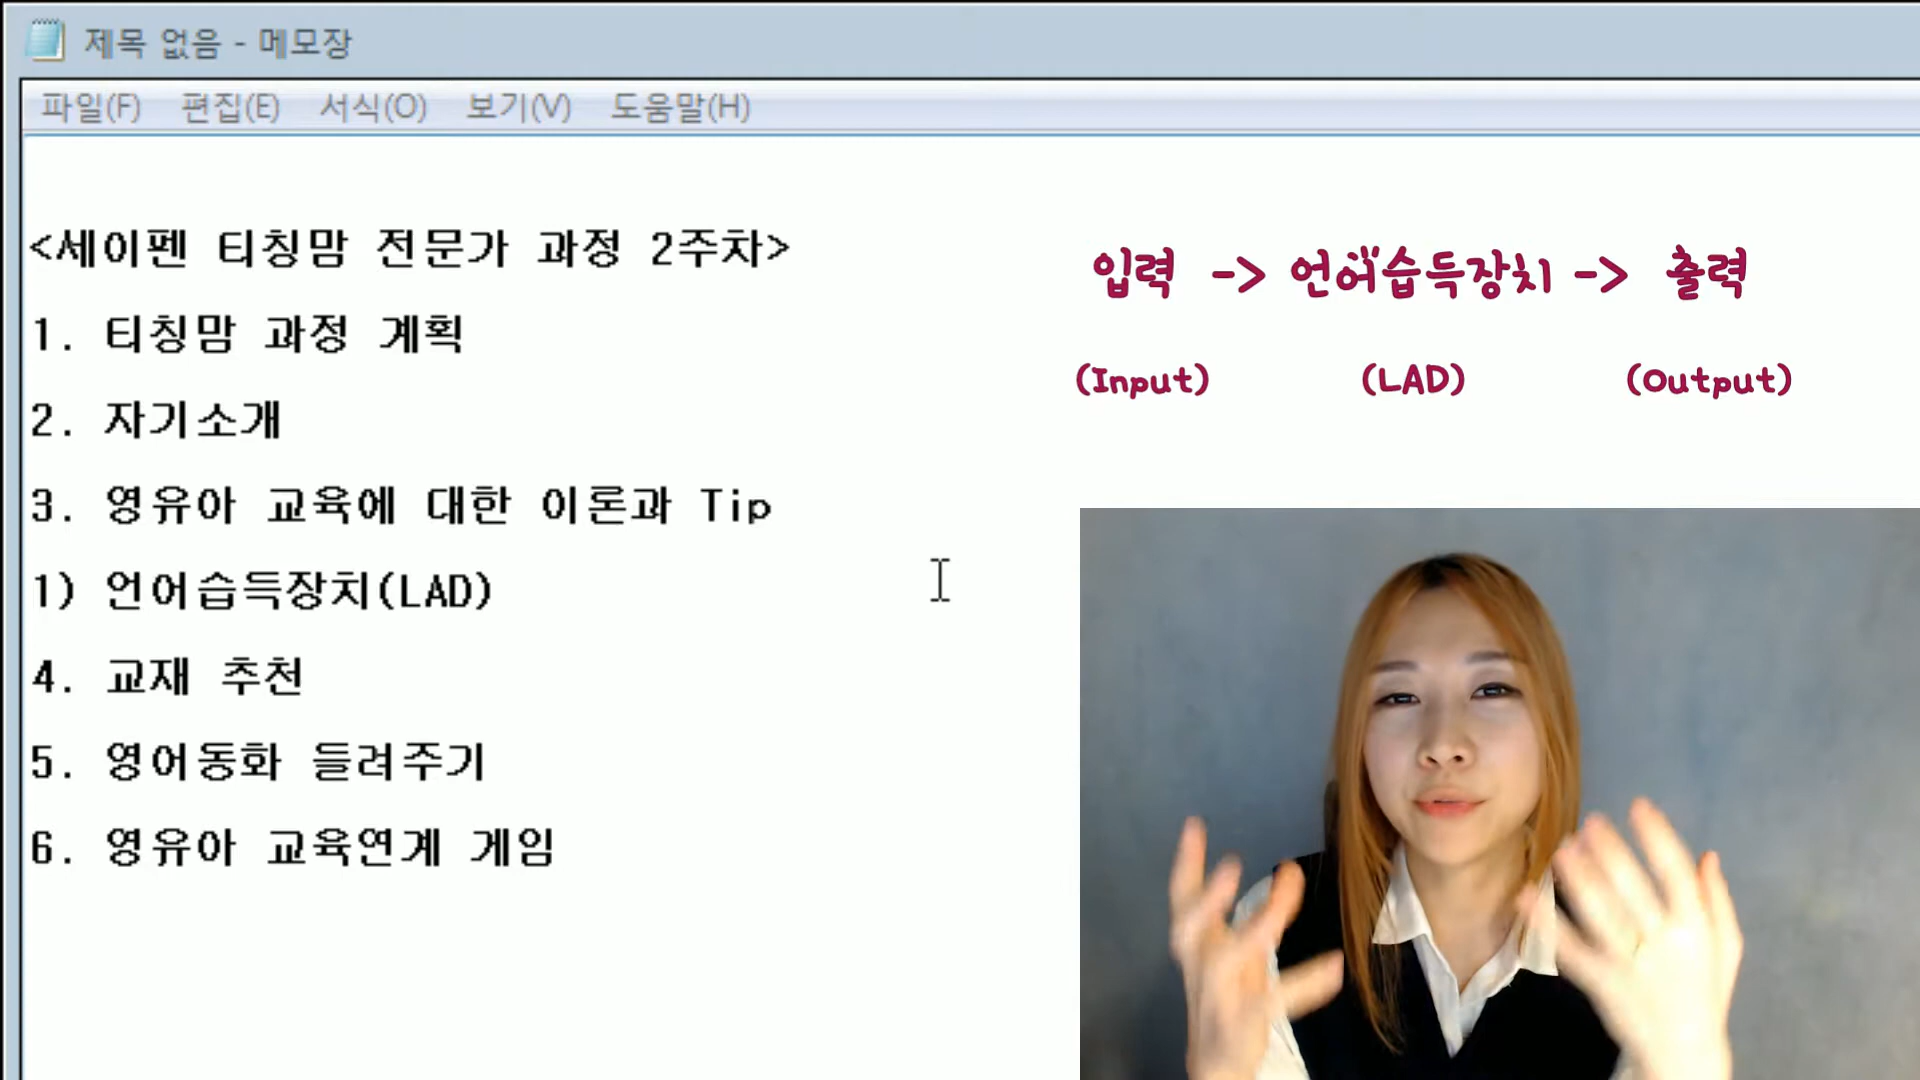 제목 없음 - 메모장
파일(F) 편집(E) 서식(O) 보기(V) 도움말(H)
<세이펜 티칭맘 전문가 과정 2주차>
1. 티칭맘 과정 계획
2. 자기소개
3. 영유아 교육에 대한 이론과 Tip
1) 언어습득장치(LAD)
4. 교재 추천
5. 영어동화 들려주기
6. 영유아 교육연계 게임
입력 -> 언어습득장치 -> 출력
(Input) (LAD) (Output)